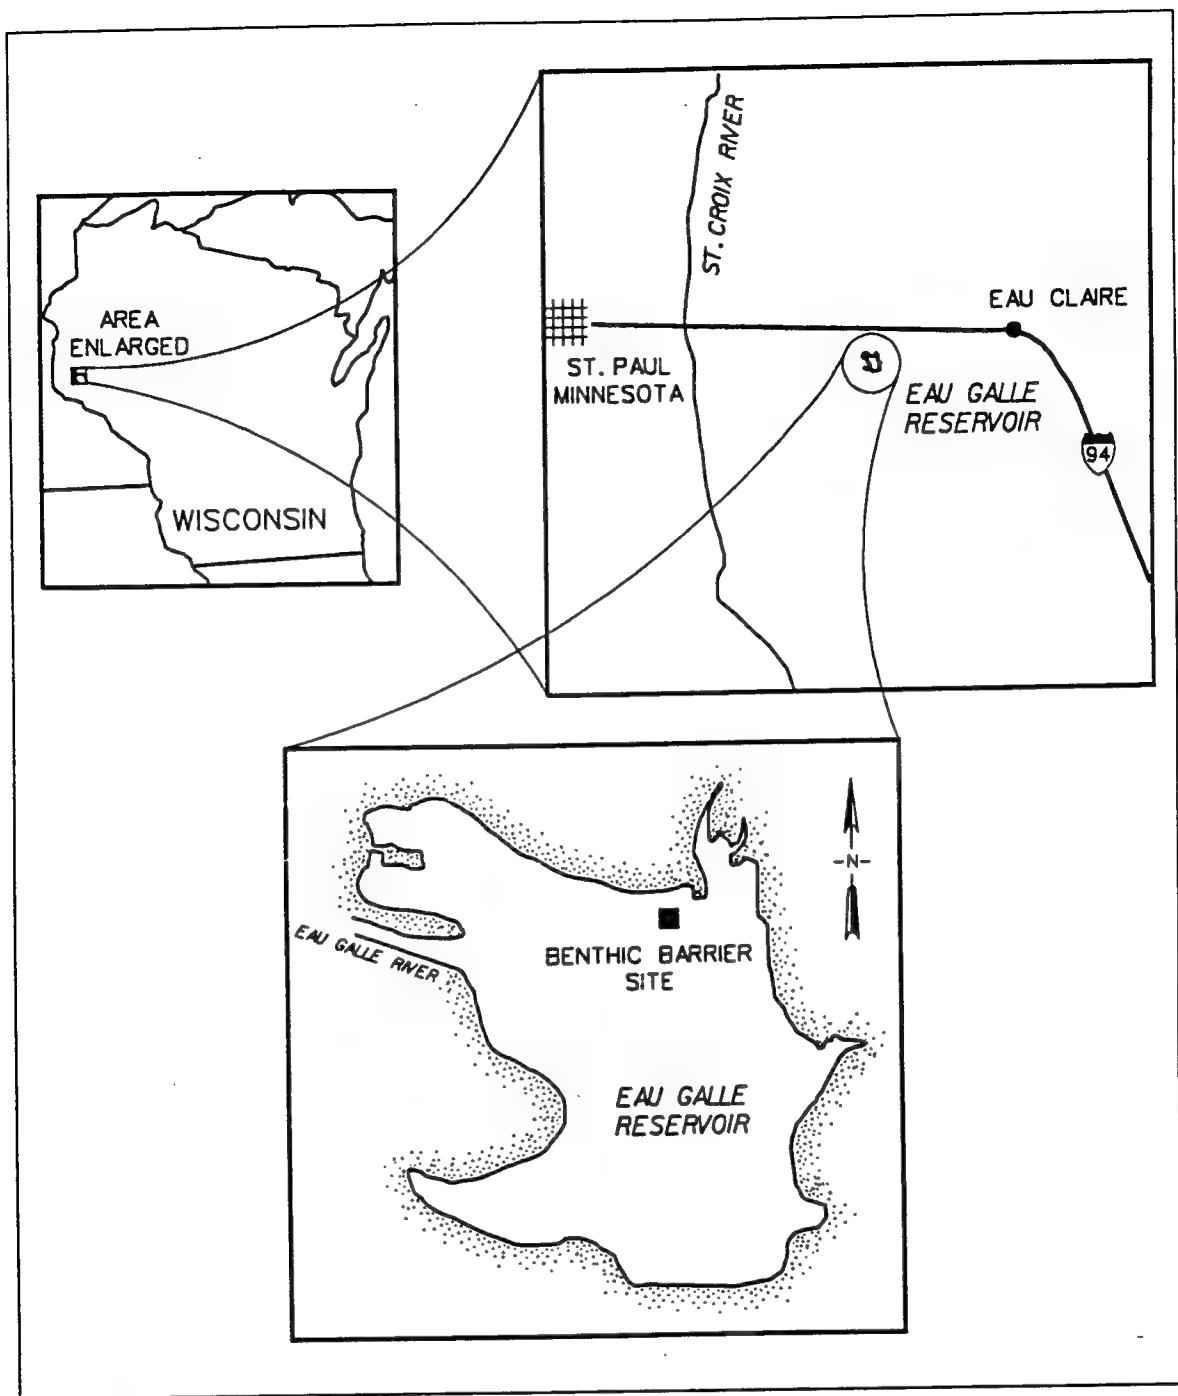 AREA
ENLARGED
WISCONSIN
ST. CROIX RIVER
EAU CLAIRE
ST. PAUL
MINNESOTA
EAU GALLE
RESERVOIR
94
-N-
EAU GALLE RIVER
BENTHIC BARRIER
SITE
EAU GALLE
RESERVOIR